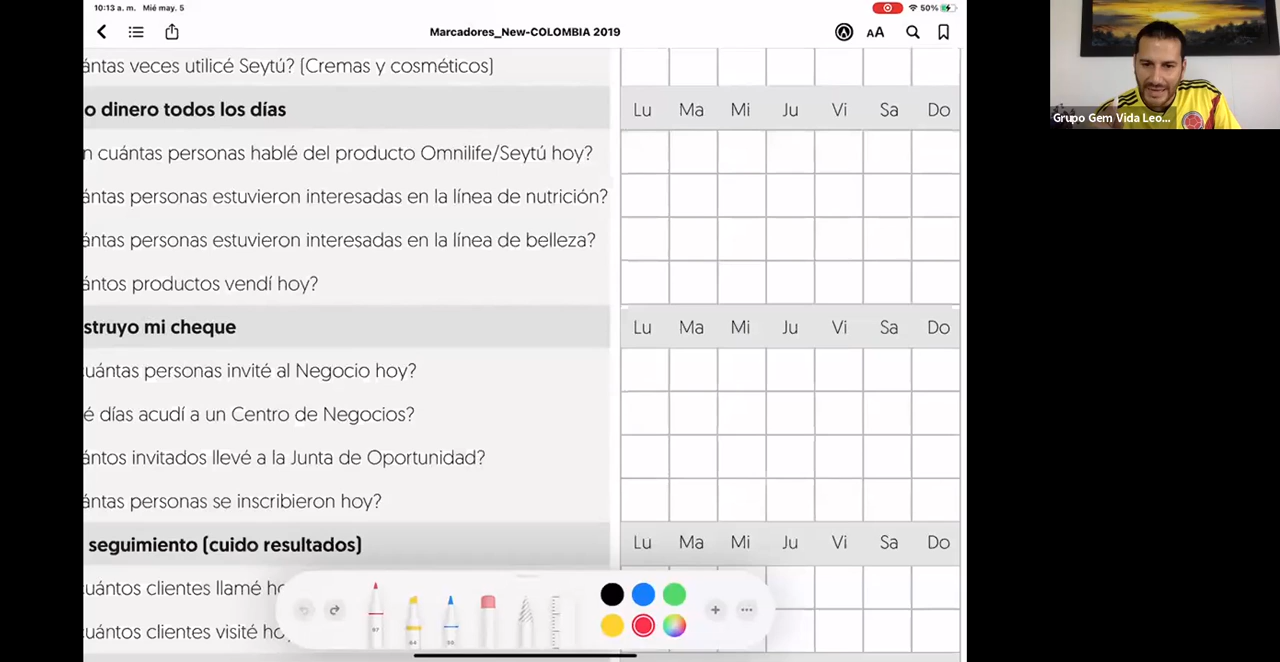 10:13 a. m. Mié may. 5
50%
Marcadores_New-COLOMBIA 2019
AA
ántas veces utilicé Seytú? (Cremas y cosméticos)
o dinero todos los días Lu Ma Mi Ju Vi Sa Do
n cuántas personas hablé del producto Omnilife/Seytú hoy?
ántas personas estuvieron interesadas en la línea de nutrición?
ántas personas estuvieron interesadas en la línea de belleza?
ántos productos vendí hoy?
struyo mi cheque Lu Ma Mi Ju Vi Sa Do
uántas personas invité al Negocio hoy?
é días acudí a un Centro de Negocios?
ántos invitados llevé a la Junta de Oportunidad?
ántas personas se inscribieron hoy?
seguimiento (cuido resultados) Lu Ma Mi Ju Vi Sa Do
cuántos clientes llamé ho
cuántos clientes visité ho
97
Grupo Gem Vida Leo...